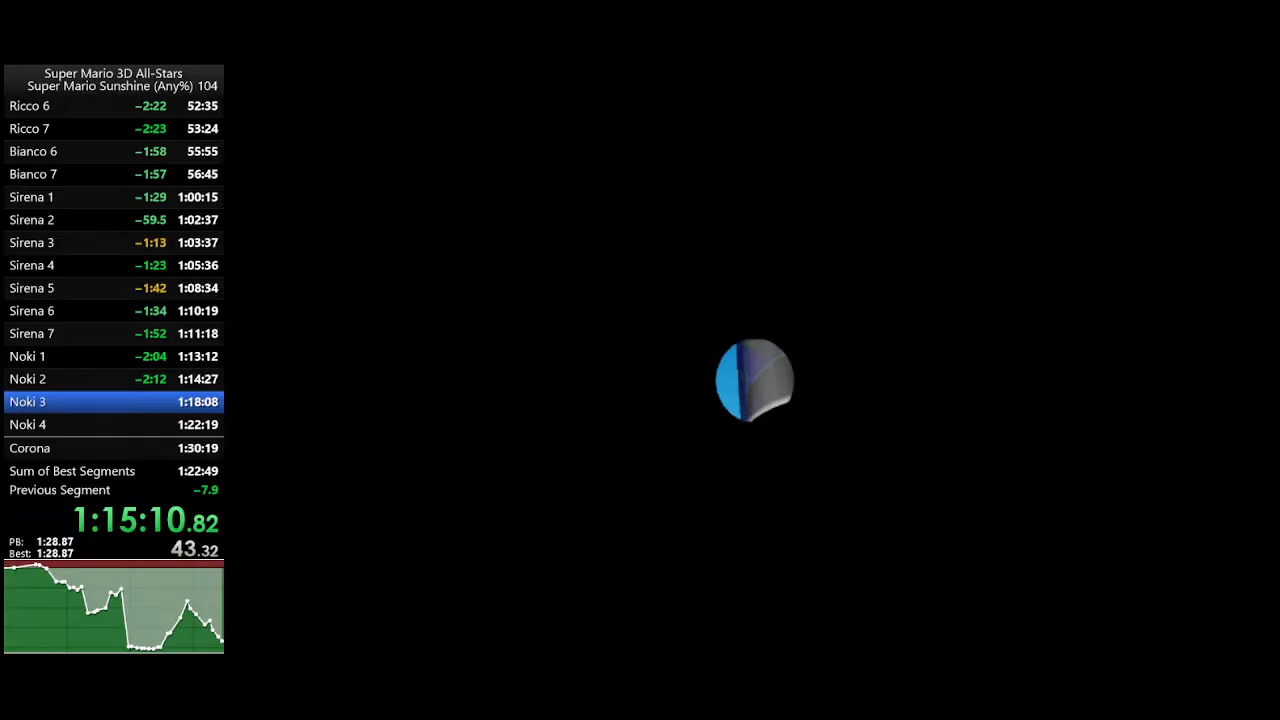 Super Mario 3D All-Stars
Super Mario Sunshine (Any%) 104
Ricco 6 −2:22 52:35
Ricco 7 −2:23 53:24
Bianco 6 −1:58 55:55
Bianco 7 −1:57 56:45
Sirena 1 −1:29 1:00:15
Sirena 2 −59.5 1:02:37
Sirena 3 −1:13 1:03:37
Sirena 4 −1:23 1:05:36
Sirena 5 −1:42 1:08:34
Sirena 6 −1:34 1:10:19
Sirena 7 −1:52 1:11:18
Noki 1 −2:04 1:13:12
Noki 2 −2:12 1:14:27
Noki 3 1:18:08
Noki 4 1:22:19
Corona 1:30:19
Sum of Best Segments 1:22:49
Previous Segment −7.9
1:15:10.82
PB: 1:28.87
Best: 1:28.87
43.32